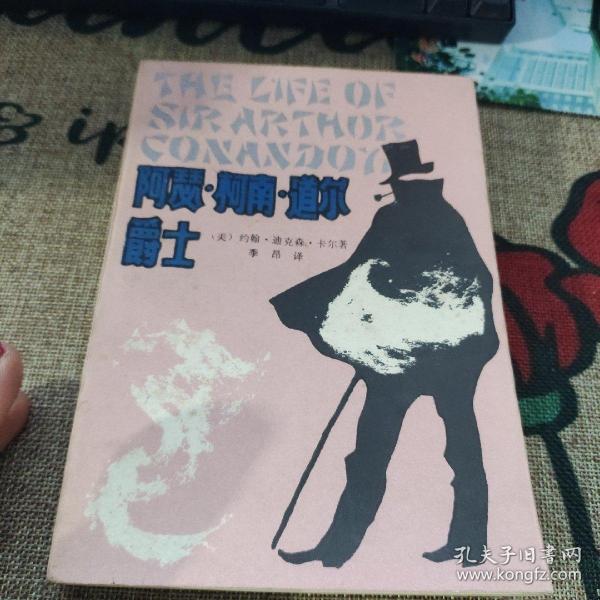 THE LIFE OF
SIR ARTHUR
CONAN DOY
阿瑟·柯南·道尔
爵士
(美) 约翰·迪克森·卡尔著
季昂译
孔夫子旧书网
www.kongfz.com